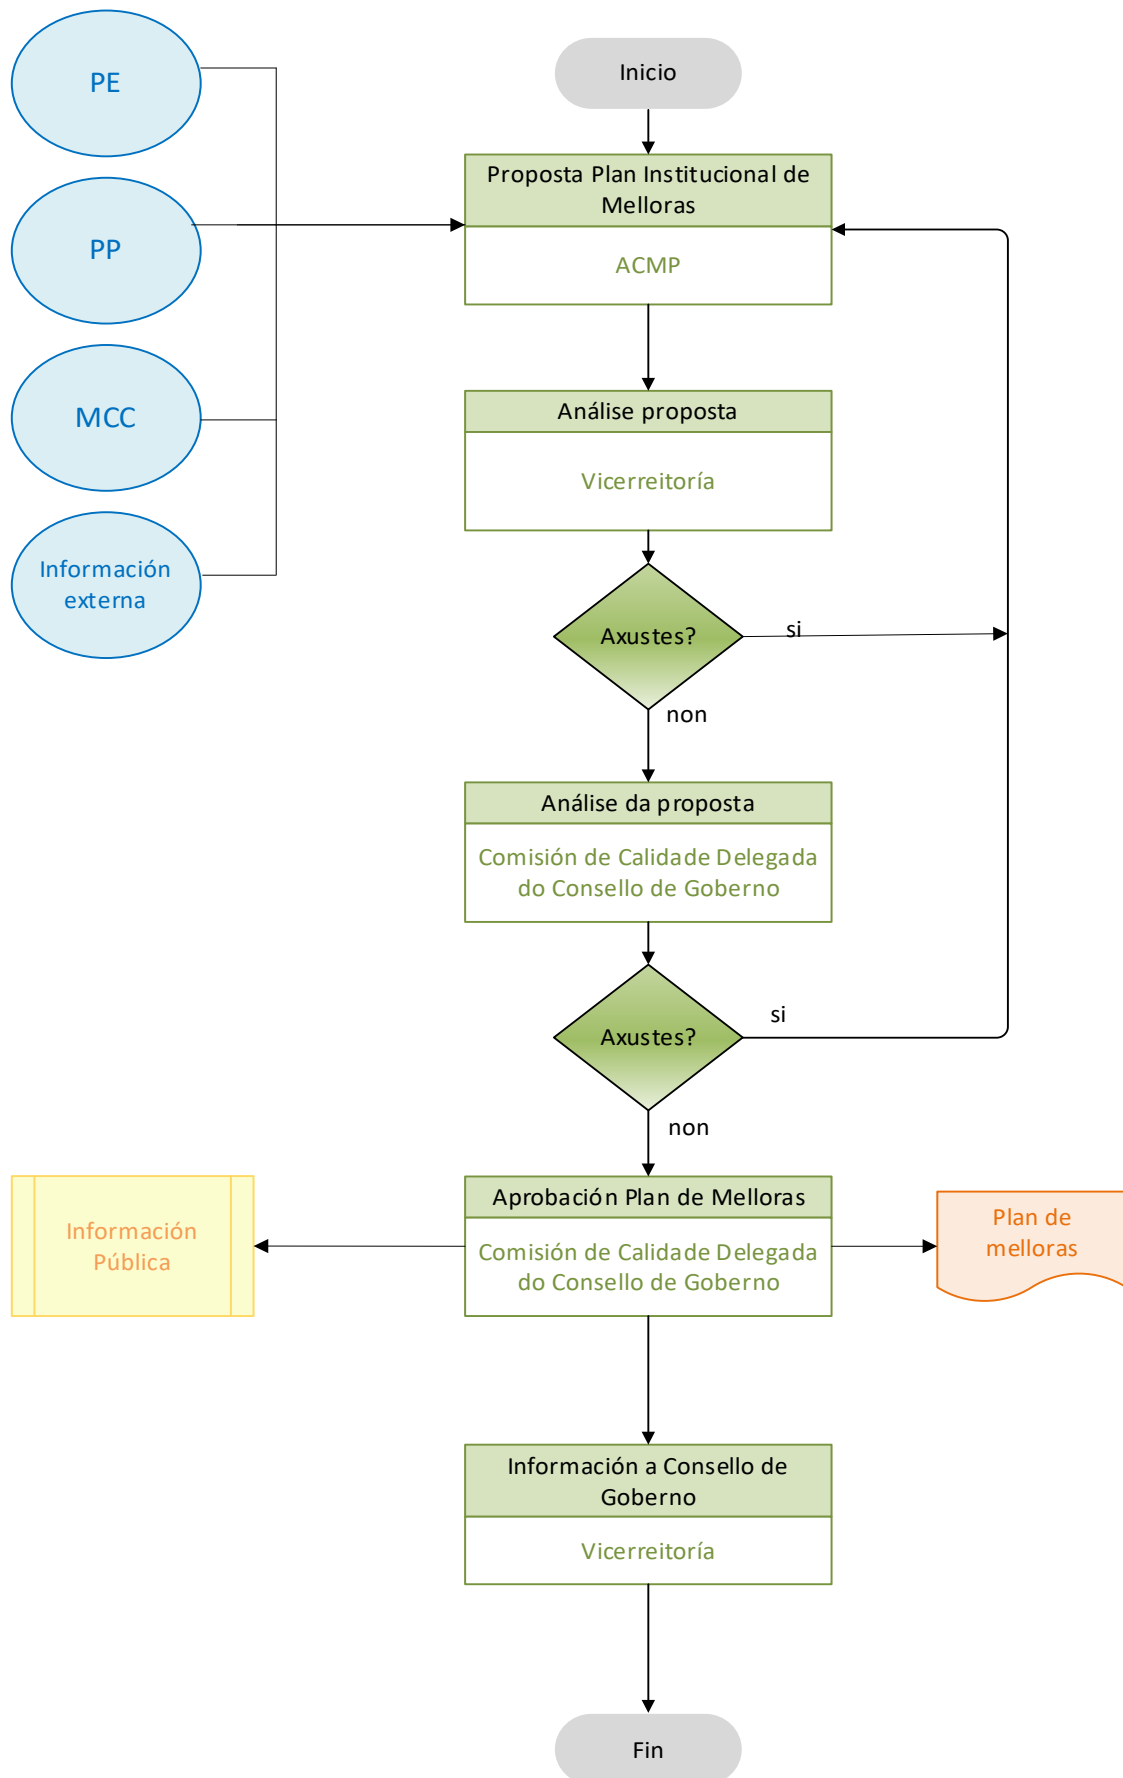 PE
PP
MCC
Información
externa
Inicio
Proposta Plan Institucional de
Melloras
ACMP
Análise proposta
Vicerreitoría
Axustes?
si
non
Análise da proposta
Comisión de Calidade Delegada
do Consello de Goberno
Axustes?
si
non
Aprobación Plan de Melloras
Comisión de Calidade Delegada
do Consello de Goberno
Información
Pública
Plan de
melloras
Información a Consello de
Goberno
Vicerreitoría
Fin